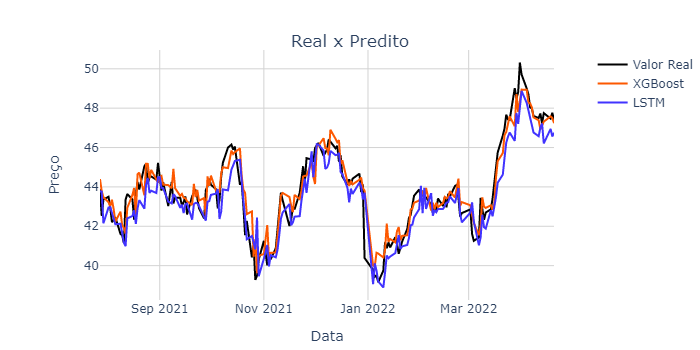 Real x Predito
Valor Real
XGBoost
LSTM
Preço
50
48
46
44
42
40
Sep 2021
Nov 2021
Jan 2022
Mar 2022
Data